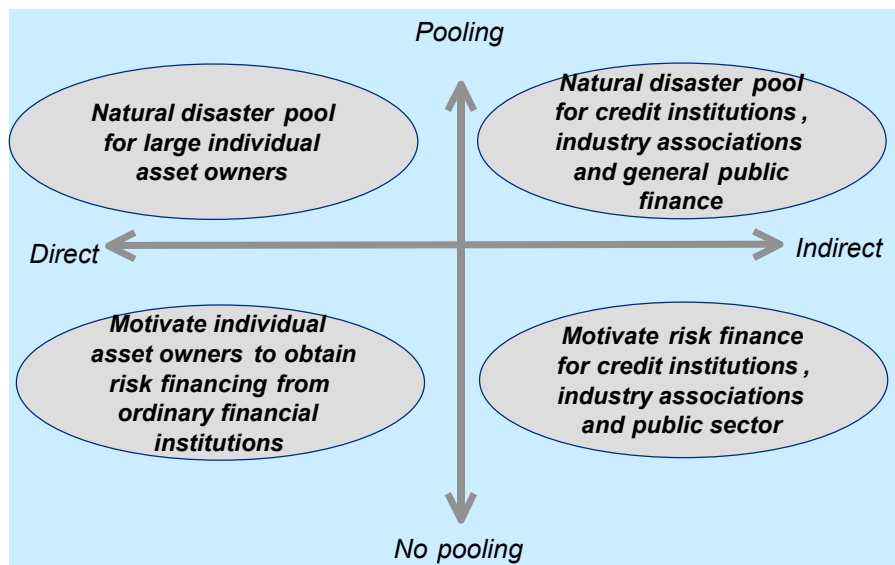 Pooling
Natural disaster pool
for large individual
asset owners
Natural disaster pool
for credit institutions ,
industry associations
and general public
finance
Direct
Indirect
Motivate individual
asset owners to obtain
risk financing from
ordinary financial
institutions
Motivate risk finance
for credit institutions ,
industry associations
and public sector
No pooling